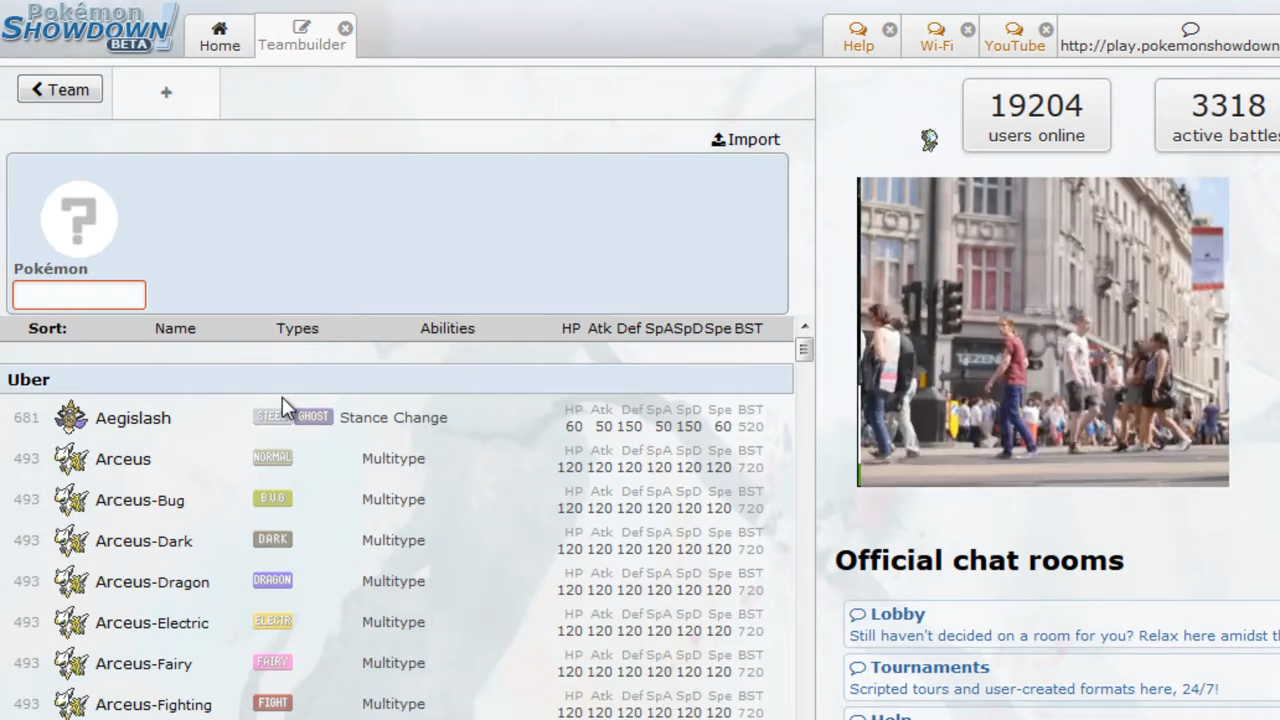 Pokémon
SHOWDOWN!
BETA
Home
Teambuilder
Help
Wi-Fi
YouTube
http://play.pokemonshowdown
Team
+
19204
users online
3318
active battles
Import
?
Pokémon
Sort: Name Types Abilities HP Atk Def SpA SpD Spe BST
Uber
681 Aegislash STEEL GHOST Stance Change HP Atk Def SpA SpD Spe BST
60 50 150 50 150 60 520
493 Arceus NORMAL Multitype HP Atk Def SpA SpD Spe BST
120 120 120 120 120 120 720
493 Arceus-Bug BUG Multitype HP Atk Def SpA SpD Spe BST
120 120 120 120 120 120 720
493 Arceus-Dark DARK Multitype HP Atk Def SpA SpD Spe BST
120 120 120 120 120 120 720
493 Arceus-Dragon DRAGON Multitype HP Atk Def SpA SpD Spe BST
120 120 120 120 120 120 720
493 Arceus-Electric ELECTR Multitype HP Atk Def SpA SpD Spe BST
120 120 120 120 120 120 720
493 Arceus-Fairy FAIRY Multitype HP Atk Def SpA SpD Spe BST
120 120 120 120 120 120 720
493 Arceus-Fighting FIGHT Multitype HP Atk Def SpA SpD Spe BST
120 120 120 120 120 120 720
TEZENIS
Official chat rooms
Lobby
Still haven't decided on a room for you? Relax here amidst th
Tournaments
Scripted tours and user-created formats here, 24/7!
Help